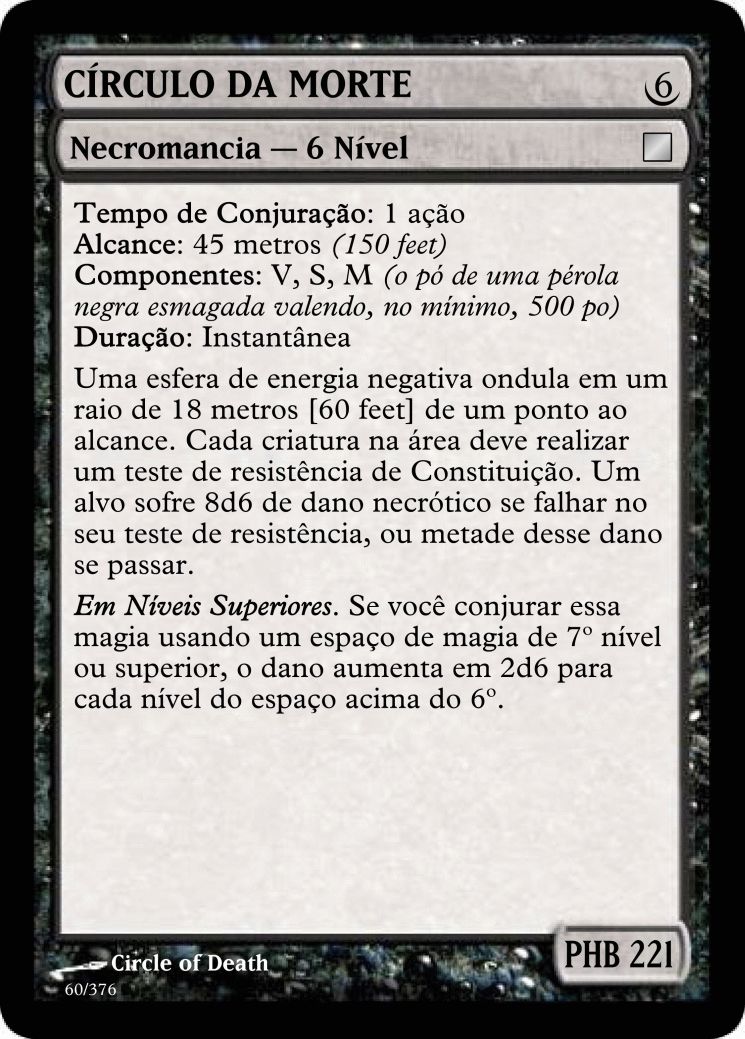 CÍRCULO DA MORTE 6
Necromancia — 6 Nível
Tempo de Conjuração: 1 ação
Alcance: 45 metros (150 feet)
Componentes: V, S, M (o pó de uma pérola
negra esmagada valendo, no mínimo, 500 po)
Duração: Instantânea
Uma esfera de energia negativa ondula em um
raio de 18 metros [60 feet] de um ponto ao
alcance. Cada criatura na área deve realizar
um teste de resistência de Constituição. Um
alvo sofre 8d6 de dano necrótico se falhar no
seu teste de resistência, ou metade desse dano
se passar.
Em Níveis Superiores. Se você conjurar essa
magia usando um espaço de magia de 7º nível
ou superior, o dano aumenta em 2d6 para
cada nível do espaço acima do 6º.
PHB 221
Circle of Death
60/376